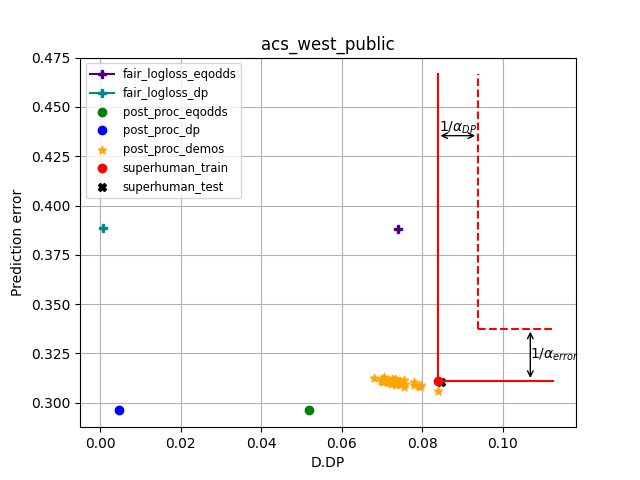 acs_west_public
0.475
0.450
0.425
0.400
0.375
0.350
0.325
0.300
Prediction error
fair_logloss_eqodds
fair_logloss_dp
post_proc_eqodds
post_proc_dp
post_proc_demos
superhuman_train
superhuman_test
1/α_DP
1/α_error
0.00 0.02 0.04 0.06 0.08 0.10
D.DP